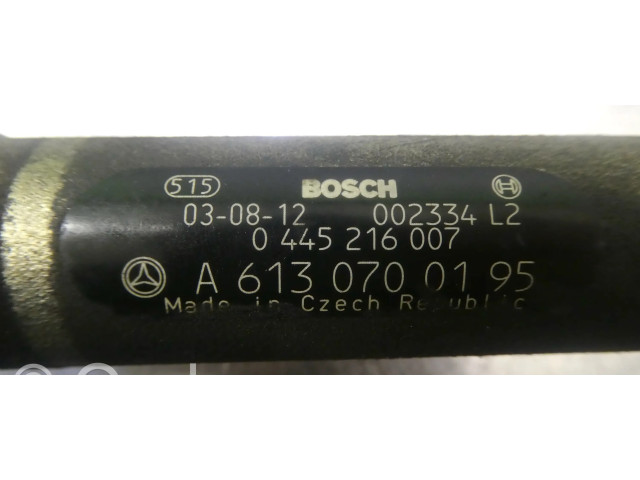 515 BOSCH
03-08-12 002334 L2
0 445 216 007
A 613 070 01 95
Made in Czech Republic